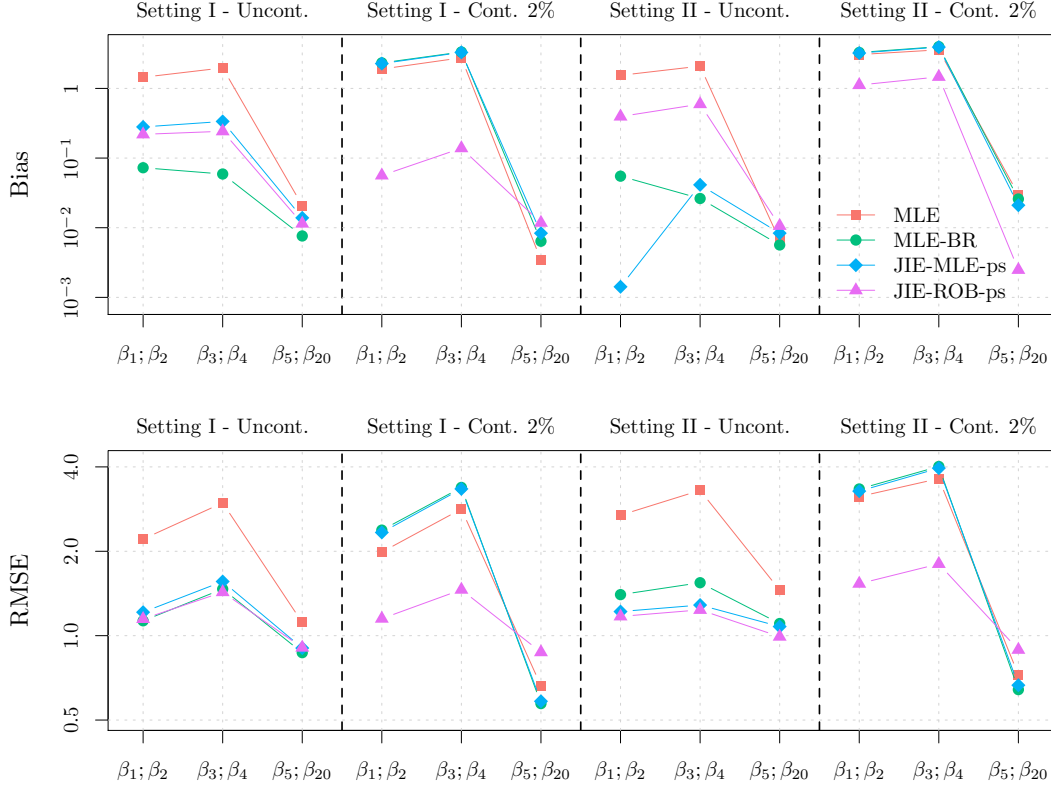 Setting I - Uncont. Setting I - Cont. 2% Setting II - Uncont. Setting II - Cont. 2%
Bias
1
10⁻¹
10⁻²
10⁻³
MLE
MLE-BR
JIE-MLE-ps
JIE-ROB-ps
β₁; β₂ β₃; β₄ β₅; β₂₀ β₁; β₂ β₃; β₄ β₅; β₂₀ β₁; β₂ β₃; β₄ β₅; β₂₀ β₁; β₂ β₃; β₄ β₅; β₂₀
Setting I - Uncont. Setting I - Cont. 2% Setting II - Uncont. Setting II - Cont. 2%
RMSE
4.0
2.0
1.0
0.5
β₁; β₂ β₃; β₄ β₅; β₂₀ β₁; β₂ β₃; β₄ β₅; β₂₀ β₁; β₂ β₃; β₄ β₅; β₂₀ β₁; β₂ β₃; β₄ β₅; β₂₀